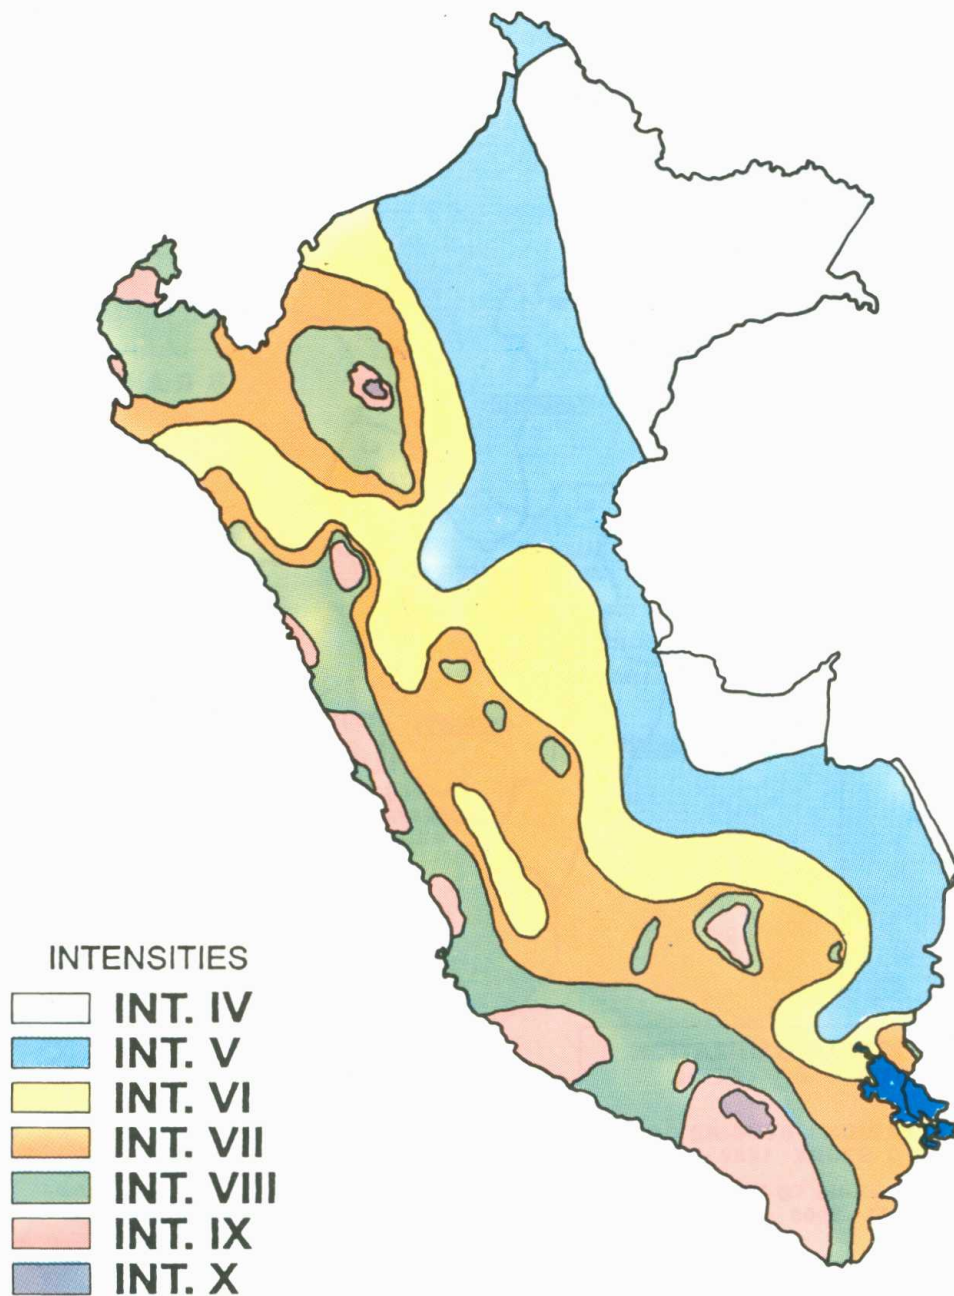 INTENSITIES
INT. IV
INT. V
INT. VI
INT. VII
INT. VIII
INT. IX
INT. X